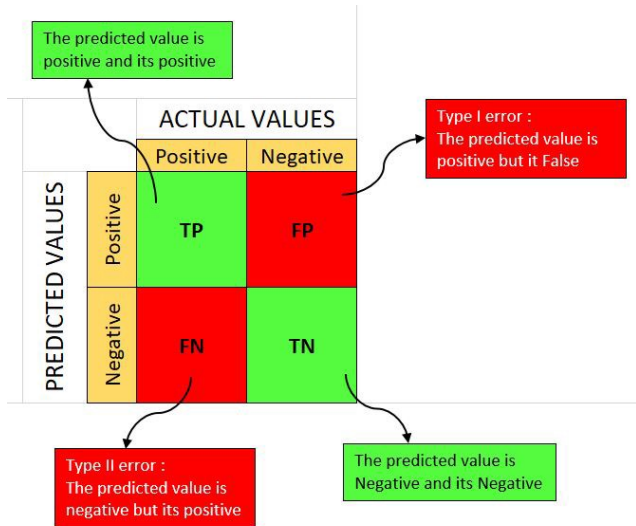 The predicted value is
positive and its positive
ACTUAL VALUES
Type I error :
The predicted value is
positive but it False
Positive Negative
PREDICTED VALUES
Positive
TP FP
Negative
FN TN
Type II error :
The predicted value is
negative but its positive
The predicted value is
Negative and its Negative